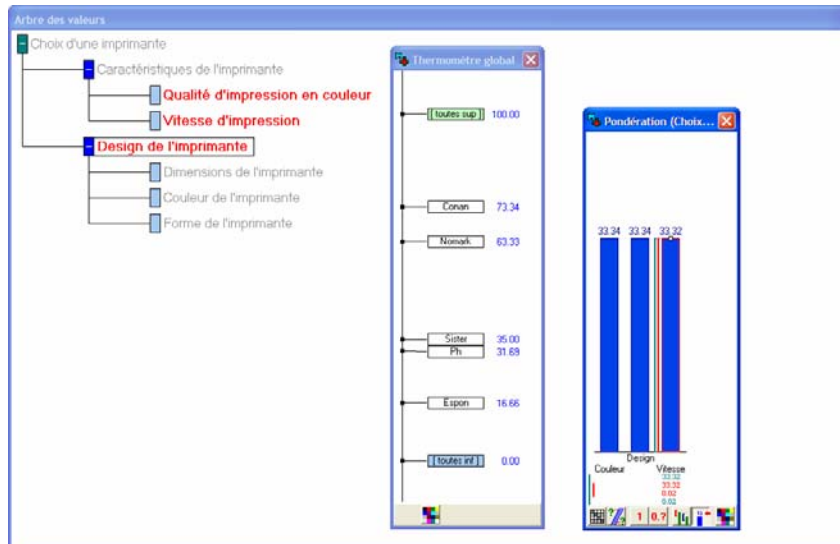 Arbre des valeurs
Choix d'une imprimante
Caractéristiques de l'imprimante
Qualité d'impression en couleur
Vitesse d'impression
Design de l'imprimante
Dimensions de l'imprimante
Couleur de l'imprimante
Forme de l'imprimante
Thermomètre global
[ toutes sup ] 100.00
Conan 73.34
Nomark 63.33
Sister 35.00
Ph 31.69
Espon 16.66
[ toutes inf ] 0.00
Pondération (Choix...
33.34 33.34 33.32
Design
Couleur Vitesse
33.32
33.32
0.02
0.02
1 0.?